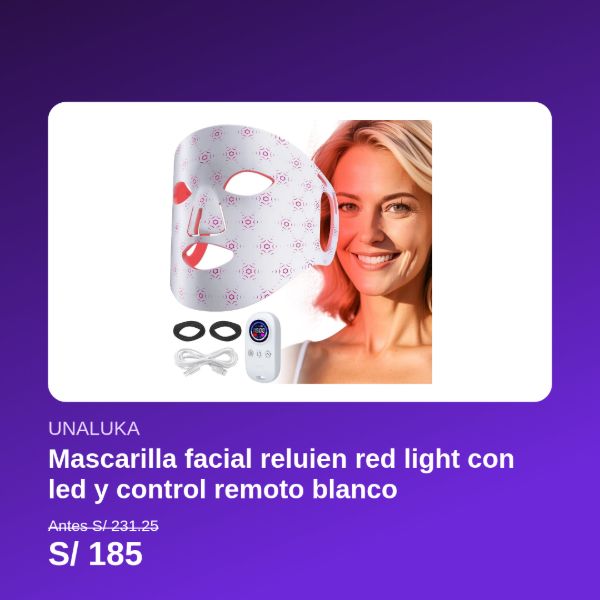 UNALUKA
Mascarilla facial reluien red light con
led y control remoto blanco
Antes S/ 231.25
S/ 185